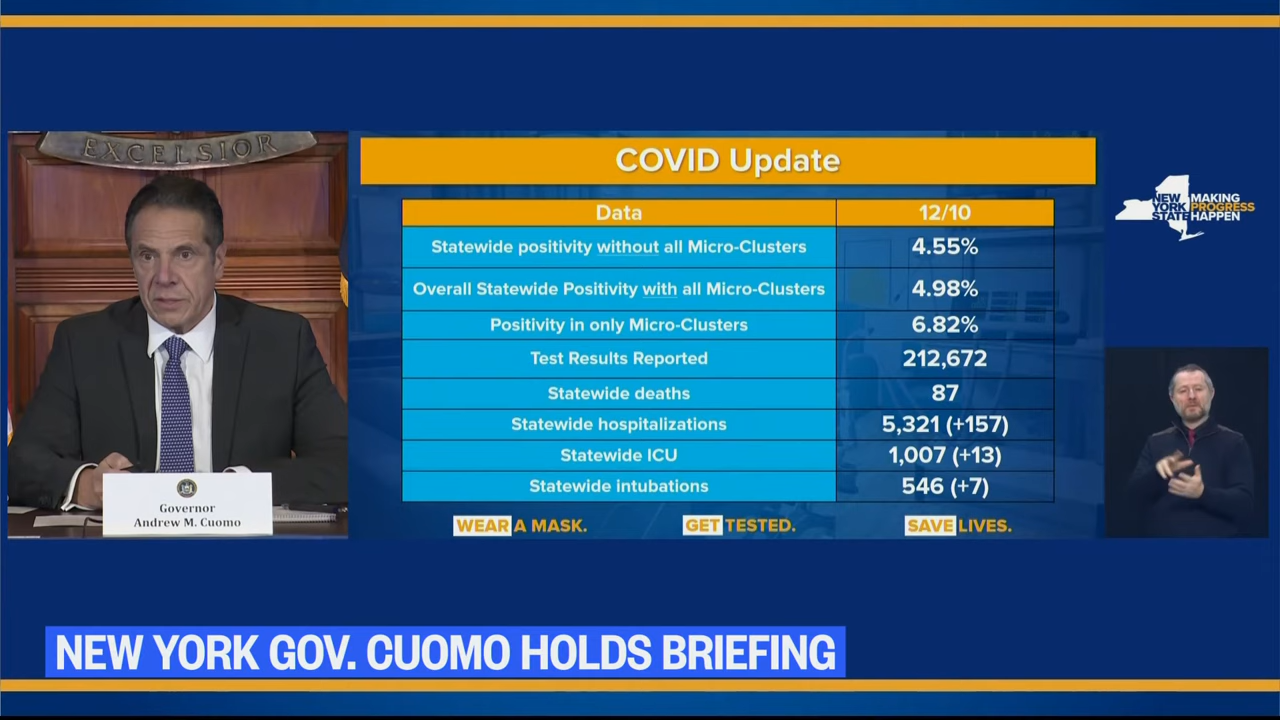 EXCELSIOR
COVID Update
Data 12/10
Statewide positivity without all Micro-Clusters 4.55%
Overall Statewide Positivity with all Micro-Clusters 4.98%
Positivity in only Micro-Clusters 6.82%
Test Results Reported 212,672
Statewide deaths 87
Statewide hospitalizations 5,321 (+157)
Statewide ICU 1,007 (+13)
Statewide intubations 546 (+7)
WEAR A MASK. GET TESTED. SAVE LIVES.
NEW YORK STATE
MAKING PROGRESS HAPPEN
Governor
Andrew M. Cuomo
NEW YORK GOV. CUOMO HOLDS BRIEFING